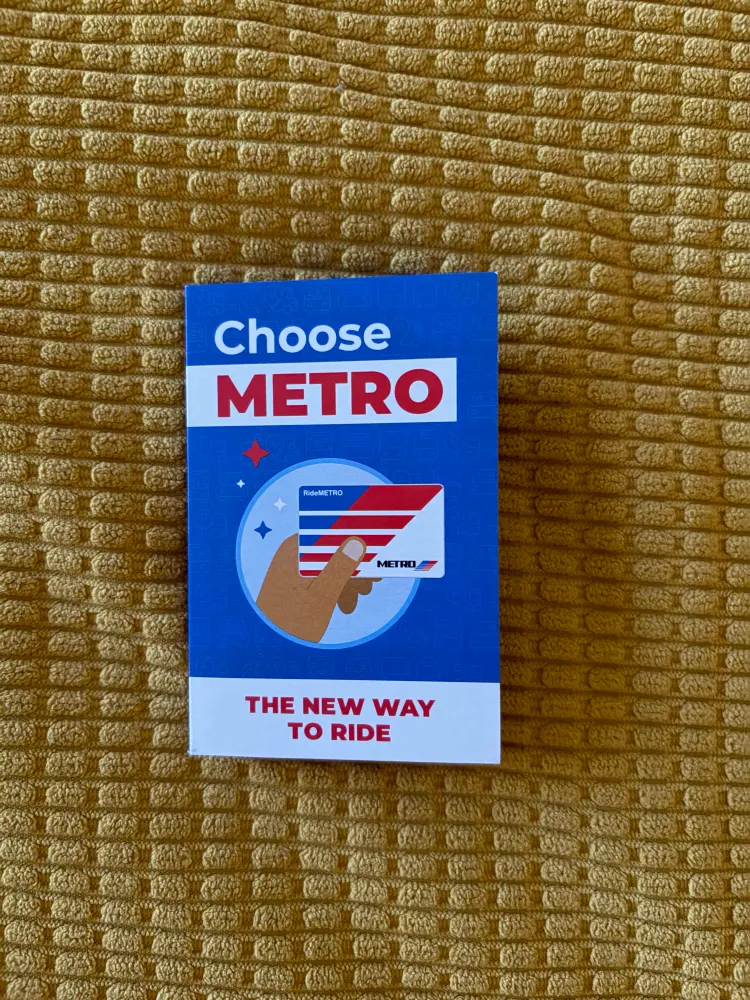 Choose
METRO
RideMETRO
METRO
THE NEW WAY
TO RIDE